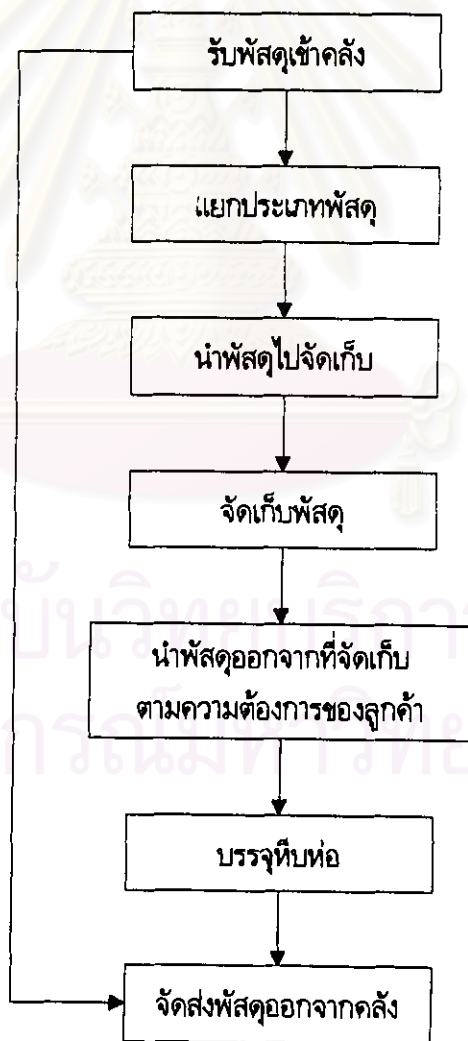 รับพัสดุเข้าคลัง
แยกประเภทพัสดุ
นำพัสดุไปจัดเก็บ
จัดเก็บพัสดุ
นำพัสดุออกจากที่จัดเก็บ
ตามความต้องการของลูกค้า
บรรจุหีบห่อ
จัดส่งพัสดุออกจากคลัง